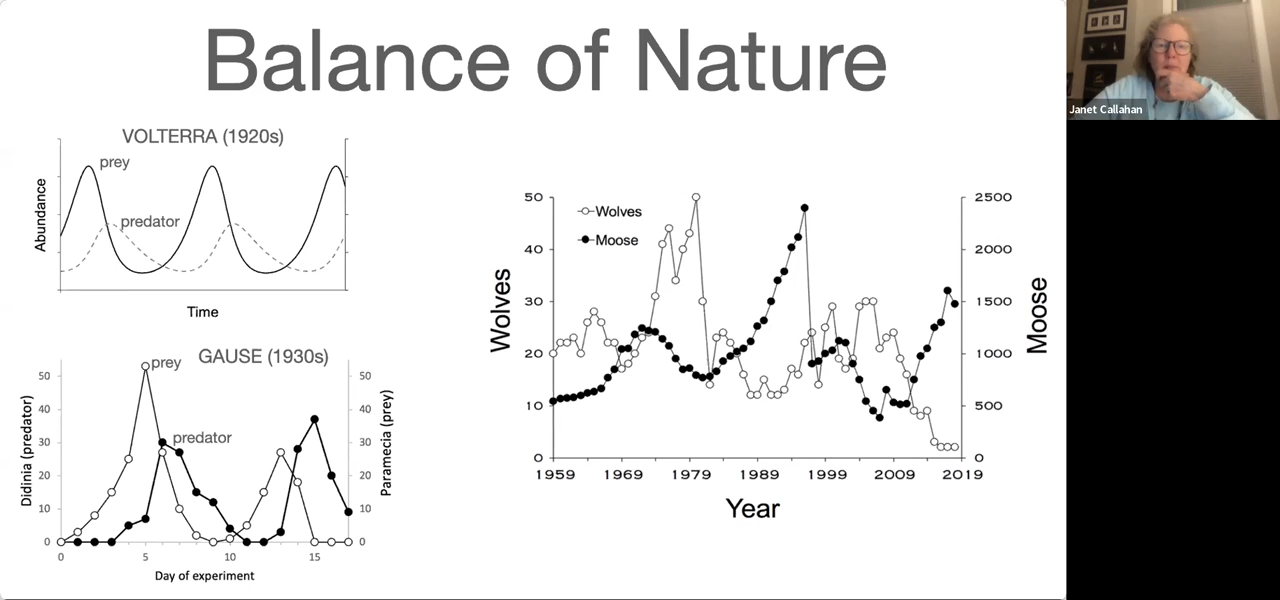 Balance of Nature
VOLTERRA (1920s)
prey
predator
Abundance
Time
GAUSE (1930s)
prey
predator
50
40
30
20
10
0
50
40
30
20
10
0
Didinia (predator)
Paramecia (prey)
0
5
10
15
Day of experiment
Wolves
Moose
50
40
30
20
10
0
2500
2000
1500
1000
500
0
Wolves
Moose
1959
1969
1979
1989
1999
2009
2019
Year
Janet Callahan